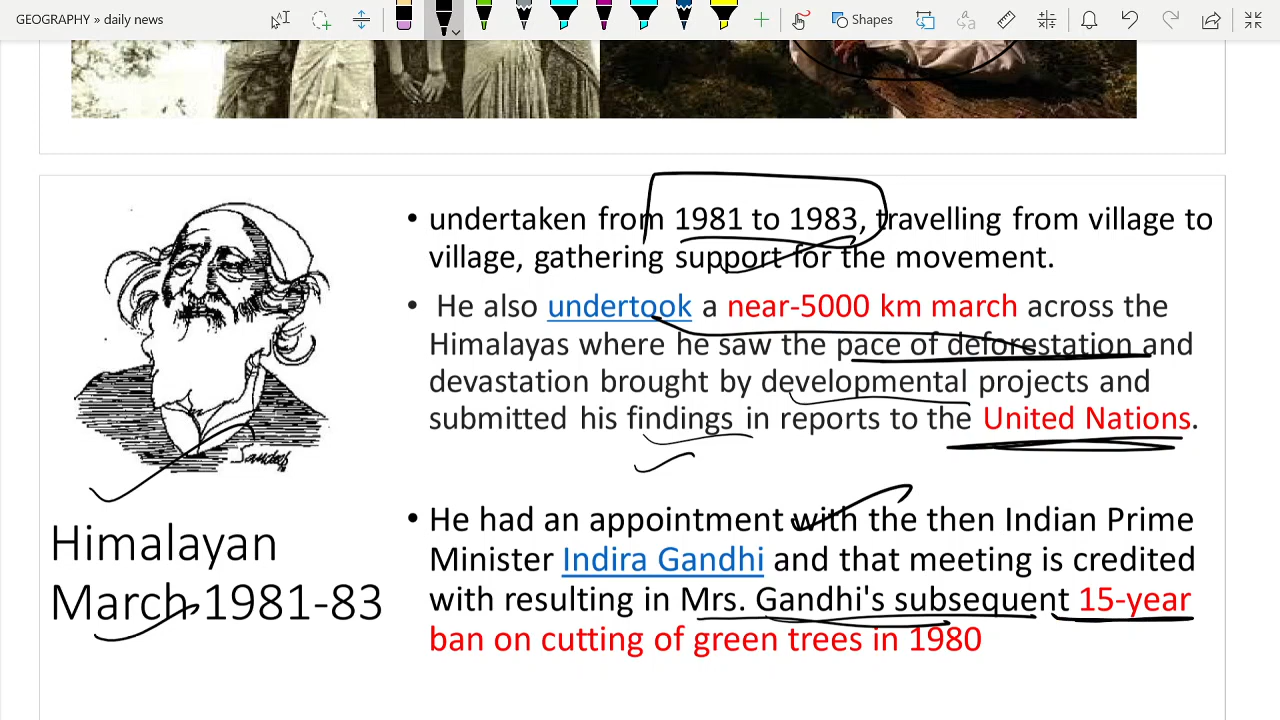 GEOGRAPHY » daily news
Shapes
• undertaken from 1981 to 1983, travelling from village to
village, gathering support for the movement.
• He also undertook a near-5000 km march across the
Himalayas where he saw the pace of deforestation and
devastation brought by developmental projects and
submitted his findings in reports to the United Nations.
Himalayan
March 1981-83
• He had an appointment with the then Indian Prime
Minister Indira Gandhi and that meeting is credited
with resulting in Mrs. Gandhi's subsequent 15-year
ban on cutting of green trees in 1980